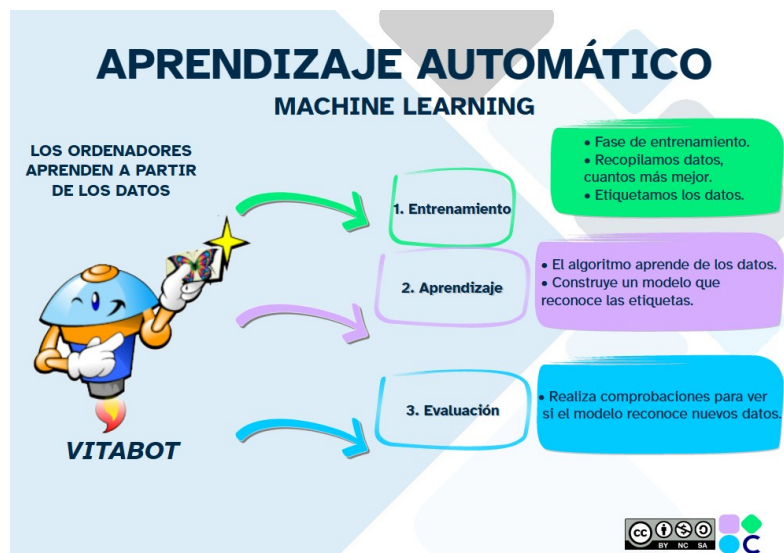 APRENDIZAJE AUTOMÁTICO
MACHINE LEARNING
LOS ORDENADORES
APRENDEN A PARTIR
DE LOS DATOS
VITABOT
1. Entrenamiento
• Fase de entrenamiento.
• Recopilamos datos,
cuantos más mejor.
• Etiquetamos los datos.
2. Aprendizaje
• El algoritmo aprende de los datos.
• Construye un modelo que
reconoce las etiquetas.
3. Evaluación
• Realiza comprobaciones para ver
si el modelo reconoce nuevos datos.
cc
BY NC SA
C